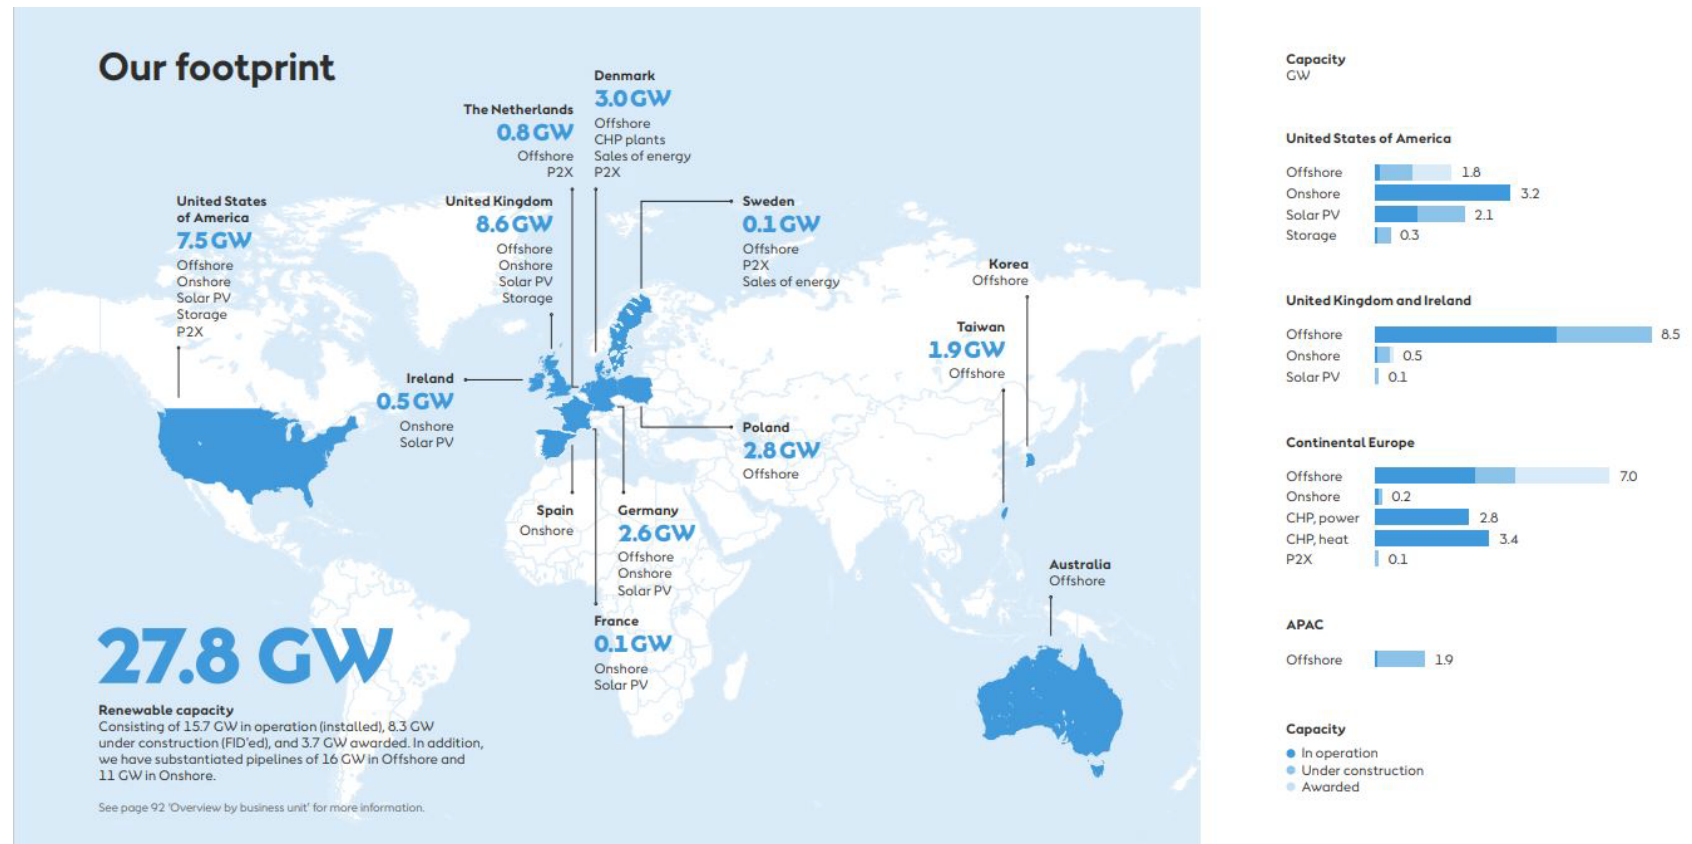 Our footprint
Denmark
3.0 GW
Offshore
CHP plants
Sales of energy
P2X
The Netherlands
0.8 GW
Offshore
P2X
United States
of America
7.5 GW
Offshore
Onshore
Solar PV
Storage
P2X
United Kingdom
8.6 GW
Offshore
Onshore
Solar PV
Storage
Sweden
0.1 GW
Offshore
P2X
Sales of energy
Korea
Offshore
Taiwan
1.9 GW
Offshore
Ireland
0.5 GW
Onshore
Solar PV
Poland
2.8 GW
Offshore
Spain
Onshore
Germany
2.6 GW
Offshore
Onshore
Solar PV
France
0.1 GW
Onshore
Solar PV
Australia
Offshore
27.8 GW
Renewable capacity
Consisting of 15.7 GW in operation (installed), 8.3 GW
under construction (FID'ed), and 3.7 GW awarded. In addition,
we have substantiated pipelines of 16 GW in Offshore and
11 GW in Onshore.
See page 92 'Overview by business unit' for more information.
Capacity
GW
United States of America
Offshore 1.8
Onshore 3.2
Solar PV 2.1
Storage 0.3
United Kingdom and Ireland
Offshore 8.5
Onshore 0.5
Solar PV 0.1
Continental Europe
Offshore 7.0
Onshore 0.2
CHP, power 2.8
CHP, heat 3.4
P2X 0.1
APAC
Offshore 1.9
Capacity
In operation
Under construction
Awarded